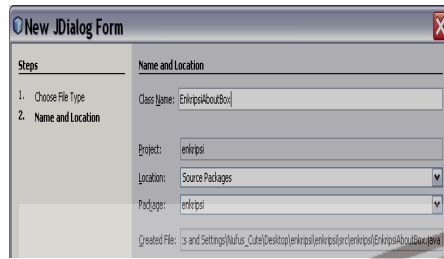 New JDialog Form
Steps
1. Choose File Type
2. Name and Location
Name and Location
Class Name: EnkripsiAboutBox
Project: enkripsi
Location: Source Packages
Package: enkripsi
Created File: :s and Settings\Nufus_Cute\Desktop\enkripsi\enkripsi\src\enkripsi\EnkripsiAboutBox.java